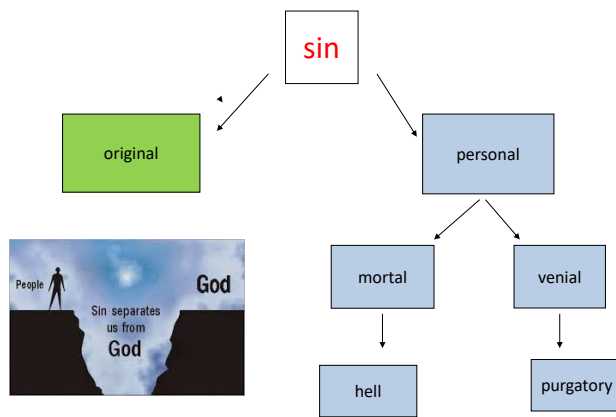 sin
original
personal
mortal
venial
hell
purgatory
People
God
Sin separates
us from
God